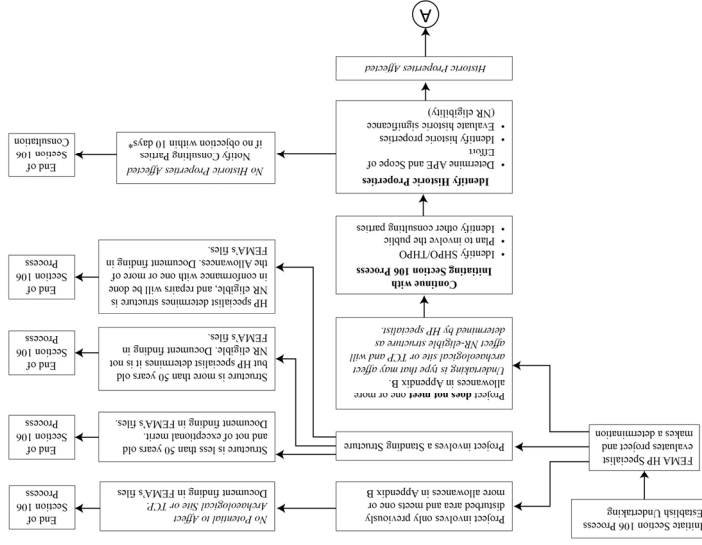 Initiate Section 106 Process
Establish Undertaking
FEMA HP Specialist
evaluates project and
makes a determination
Project involves only previously
disturbed area and meets one or
more allowances in Appendix B
No Potential to Affect
Archaeological Site or TCP
Document finding in FEMA's files
End of
Section 106
Process
Project involves a Standing Structure
Structure is less than 50 years old
and not of exceptional merit.
Document finding in FEMA's files.
End of
Section 106
Process
Structure is more than 50 years old
but HP specialist determines it is not
NR eligible. Document finding in
FEMA's files.
End of
Section 106
Process
HP specialist determines structure is
NR eligible, and repairs will be done
in conformance with one or more of
the Allowances. Document finding in
FEMA's files.
End of
Section 106
Process
Project does not meet one or more
allowances in Appendix B.
Undertaking is type that may affect
archaeological site or TCP and will
affect NR-eligible structure as
determined by HP specialist.
Continue with
Initiating Section 106 Process
• Identify SHPO/THPO
• Plan to involve the public
• Identify other consulting parties
Identify Historic Properties
• Determine APE and Scope of
Effort
• Identify historic properties
• Evaluate historic significance
(NR eligibility)
No Historic Properties Affected
Notify Consulting Parties
if no objection within 10 days*
End of
Section 106
Consultation
Historic Properties Affected
A